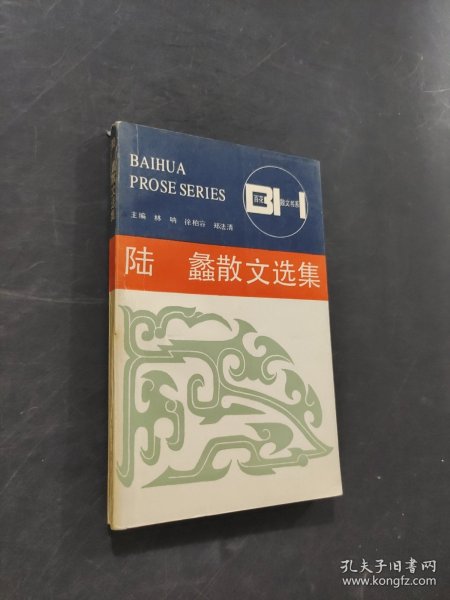 BAIHUA
PROSE SERIES
百花 BH 散文书系
主编 林呐 徐柏容 郑法清
陆 蠡散文选集
孔夫子旧书网
www.kongfz.com